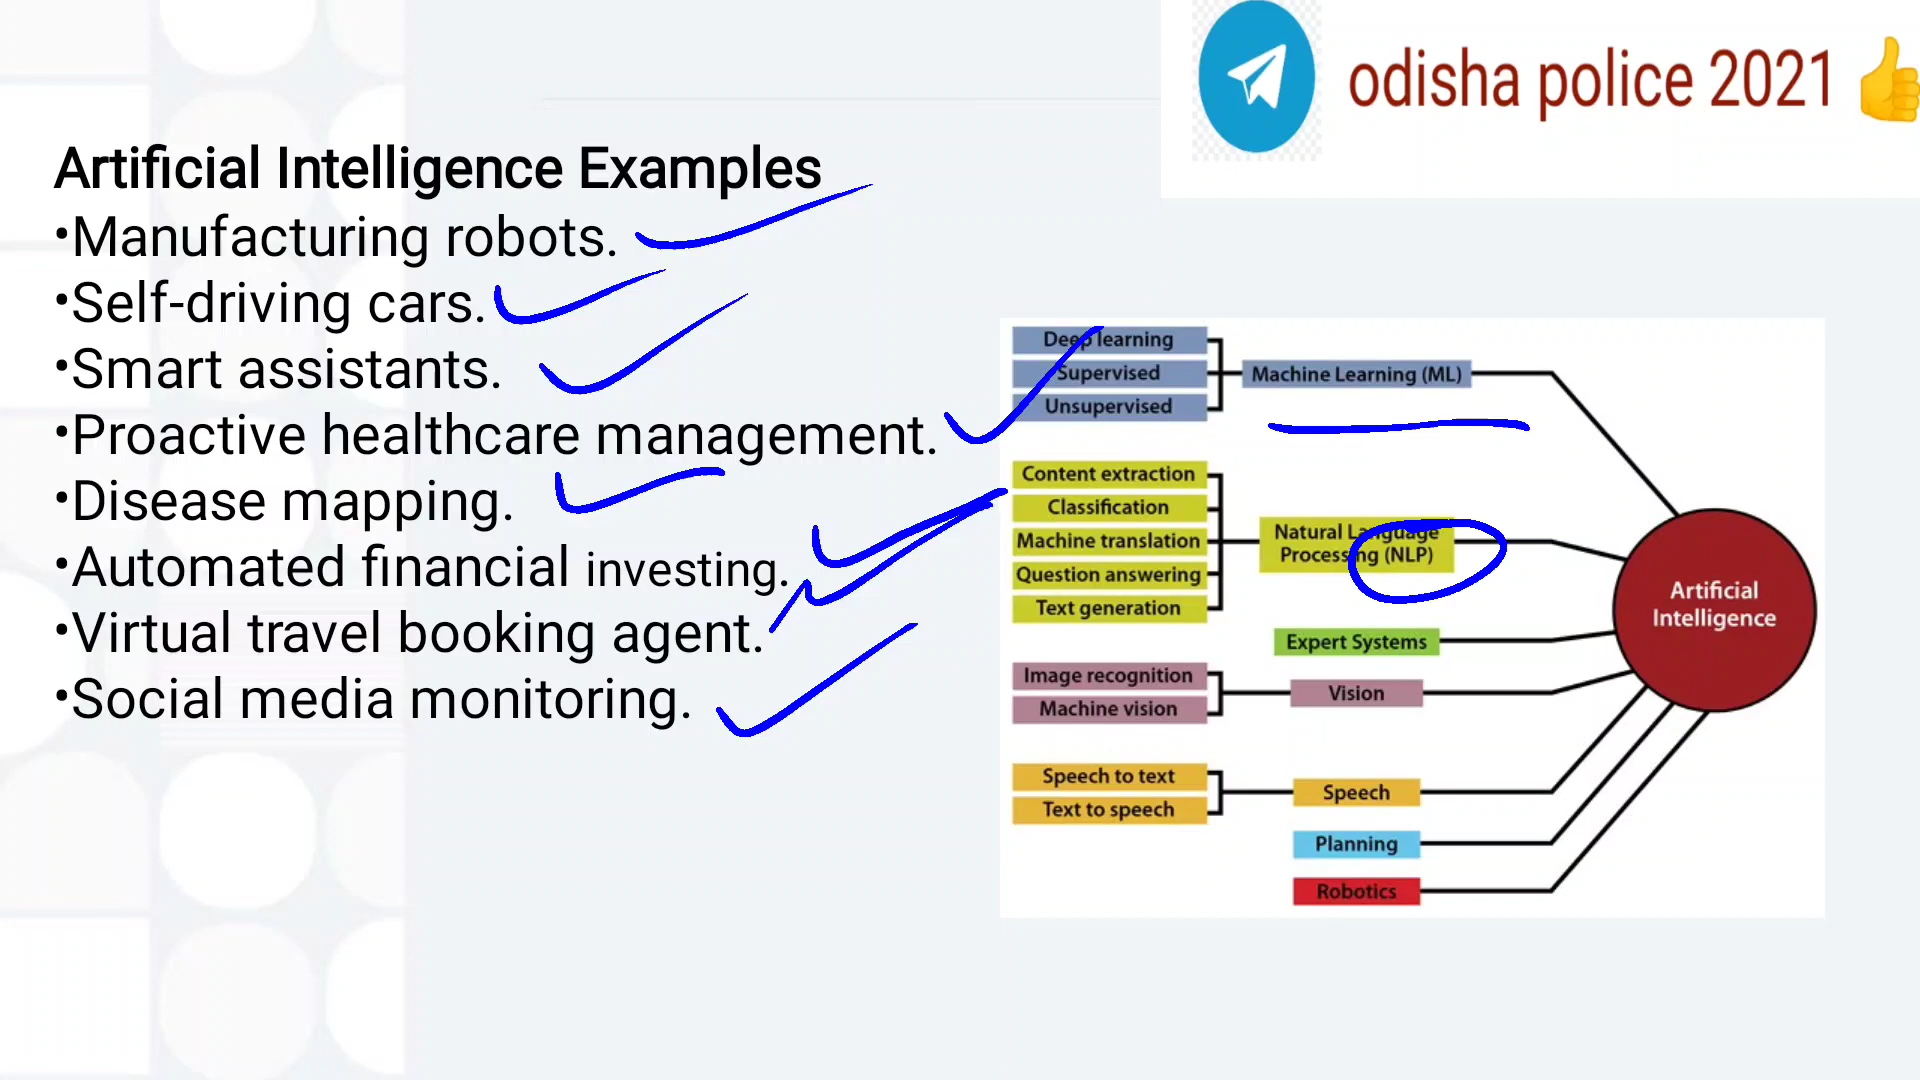 odisha police 2021 👍
Artificial Intelligence Examples
•Manufacturing robots.
•Self-driving cars.
•Smart assistants.
•Proactive healthcare management.
•Disease mapping.
•Automated financial investing.
•Virtual travel booking agent.
•Social media monitoring.
Deep learning
Supervised
Unsupervised
Machine Learning (ML)
Content extraction
Classification
Machine translation
Question answering
Text generation
Natural Language
Processing (NLP)
Expert Systems
Image recognition
Machine vision
Vision
Speech to text
Text to speech
Speech
Planning
Robotics
Artificial
Intelligence